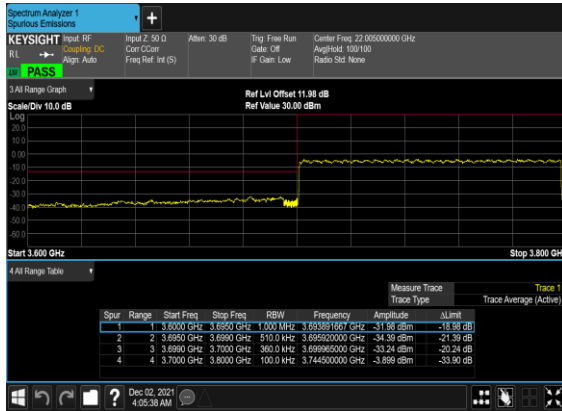 Spectrum Analyzer 1
Spurious Emissions
KEYSIGHT Input: RF Input Z: 50 Ω Atten: 30 dB Trig: Free Run Center Freq: 22.005000000 GHz
RL Coupling: DC Corr CCorr Gate: Off Avg|Hold: 100/100
Align: Auto Freq Ref: Int (S) IF Gain: Low Radio Std: None
PASS
3 All Range Graph
Scale/Div 10.0 dB
Ref Lvl Offset 11.98 dB
Ref Value 30.00 dBm
Log
20.0
10.0
0.00
-10.0
-20.0
-30.0
-40.0
-50.0
-60.0
Start 3.600 GHz Stop 3.800 GH
4 All Range Table
Measure Trace Trace 1
Trace Type Trace Average (Active)
Spur Range Start Freq Stop Freq RBW Frequency Amplitude ΔLimit
1 1 3.6000 GHz 3.6950 GHz 1.000 MHz 3.693891667 GHz -31.98 dBm -18.98 dB
2 2 3.6950 GHz 3.6990 GHz 510.0 kHz 3.695920000 GHz -34.39 dBm -21.39 dB
3 3 3.6990 GHz 3.7000 GHz 360.0 kHz 3.699965000 GHz -33.24 dBm -20.24 dB
4 4 3.7000 GHz 3.8000 GHz 100.0 kHz 3.744500000 GHz -3.899 dBm -33.90 dB
? Dec 02, 2021
4:05:38 AM